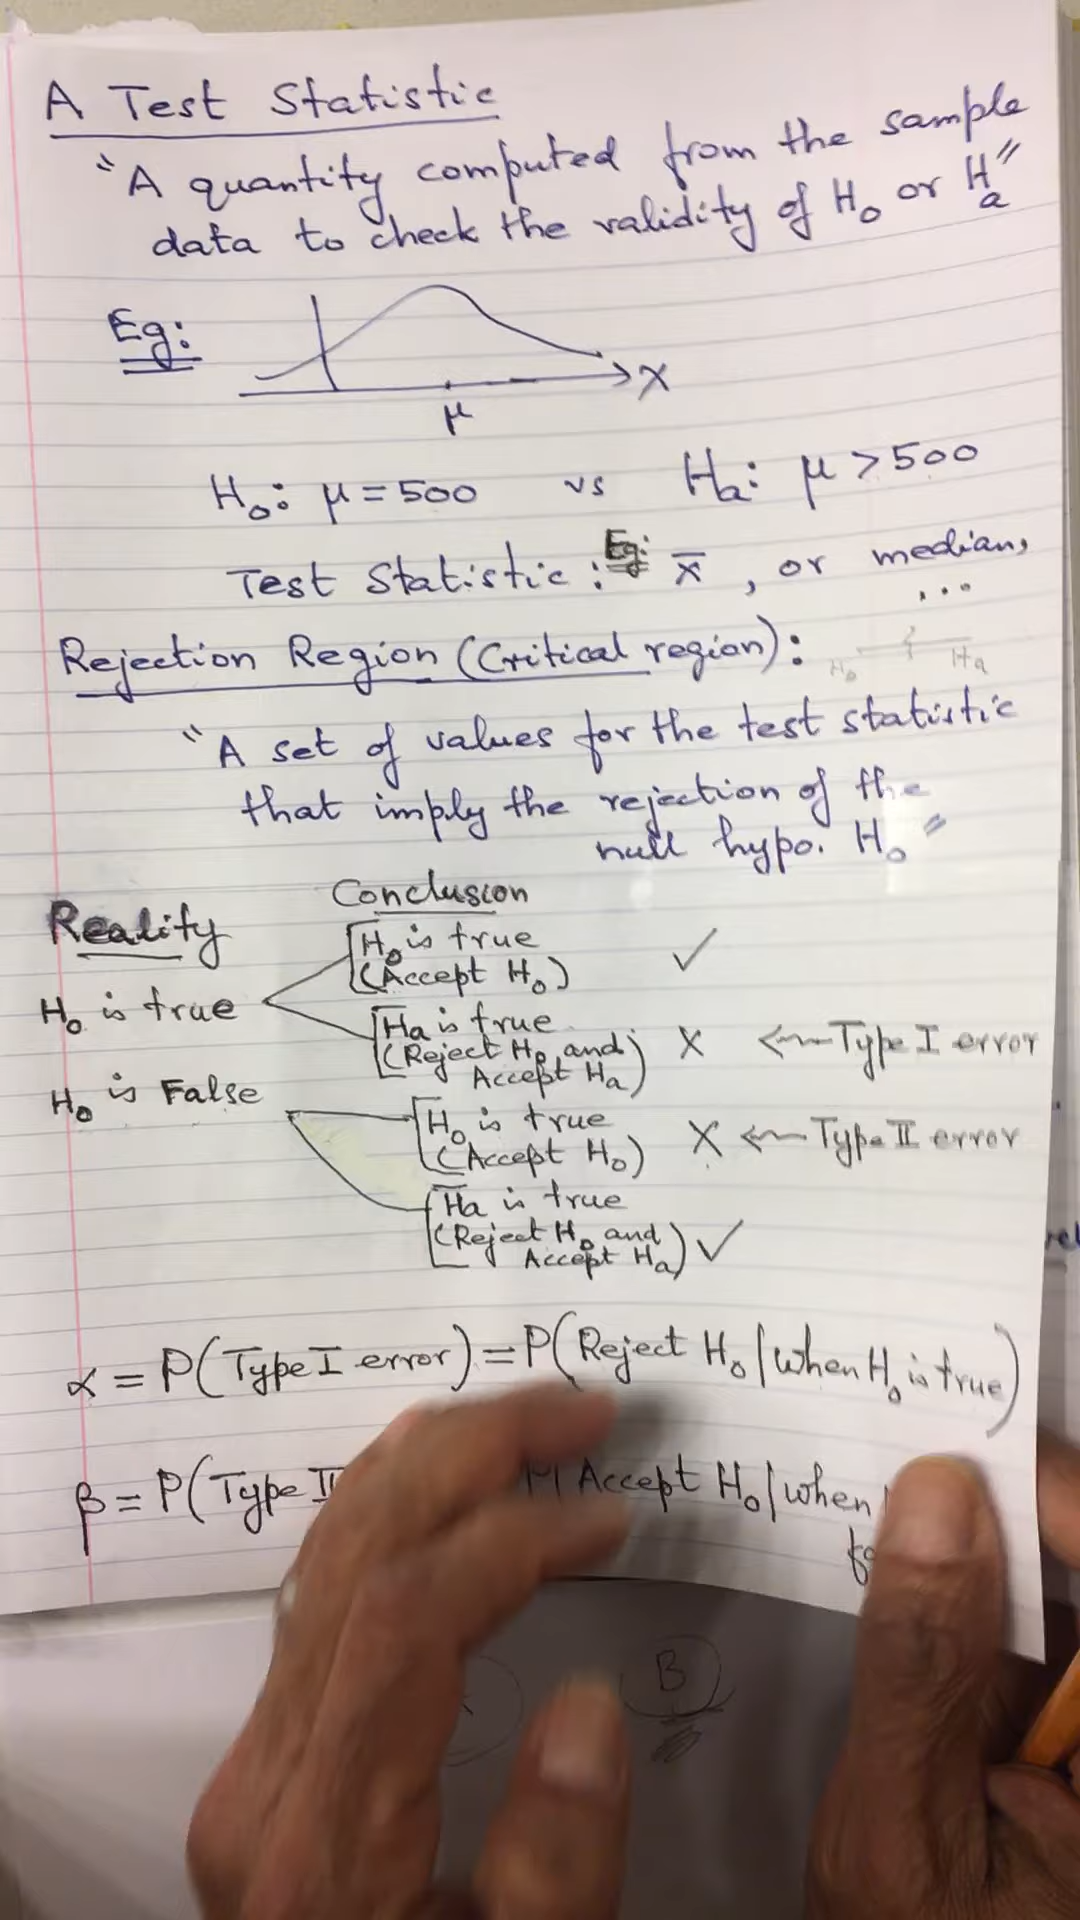 A Test Statistic
"A quantity computed from the sample
data to check the validity of H₀ or Hₐ"
Eg:
X
μ
H₀: μ = 500 vs Hₐ: μ > 500
Test Statistic: Eg: x̄, or median,
...
Rejection Region (Critical region):
H₀ Hₐ
"A set of values for the test statistic
that imply the rejection of the
null hypo. H₀"
Conclusion
Reality
H₀ is true
(Accept H₀) ✓
H₀ is true
Ha is true
(Reject H₀ and
Accept Ha) X ← Type I error
H₀ is False
H₀ is true
(Accept H₀) X ← Type II error
Ha is true
(Reject H₀ and
Accept Ha) ✓
α = P(Type I error) = P(Reject H₀ | when H₀ is true)
β = P(Type II Accept H₀ | when
B